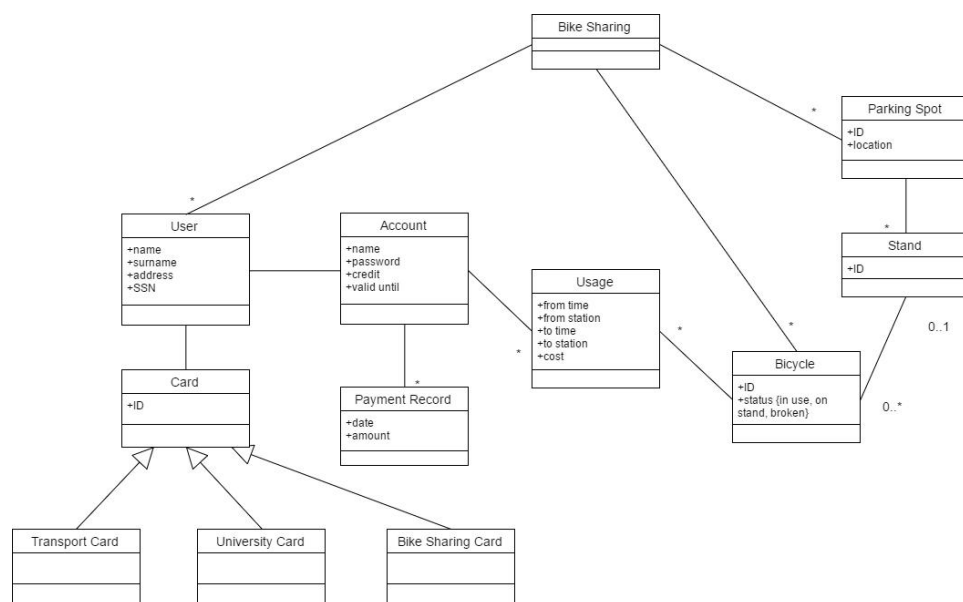 Bike Sharing
*
Parking Spot
+ID
+location
*
User
+name
+surname
+address
+SSN
Account
+name
+password
+credit
+valid until
*
Stand
+ID
Usage
+from time
+from station
+to time
+to station
+cost
*
*
*
0..1
Bicycle
+ID
+status {in use, on
stand, broken}
0..*
Card
+ID
*
Payment Record
+date
+amount
Transport Card
University Card
Bike Sharing Card